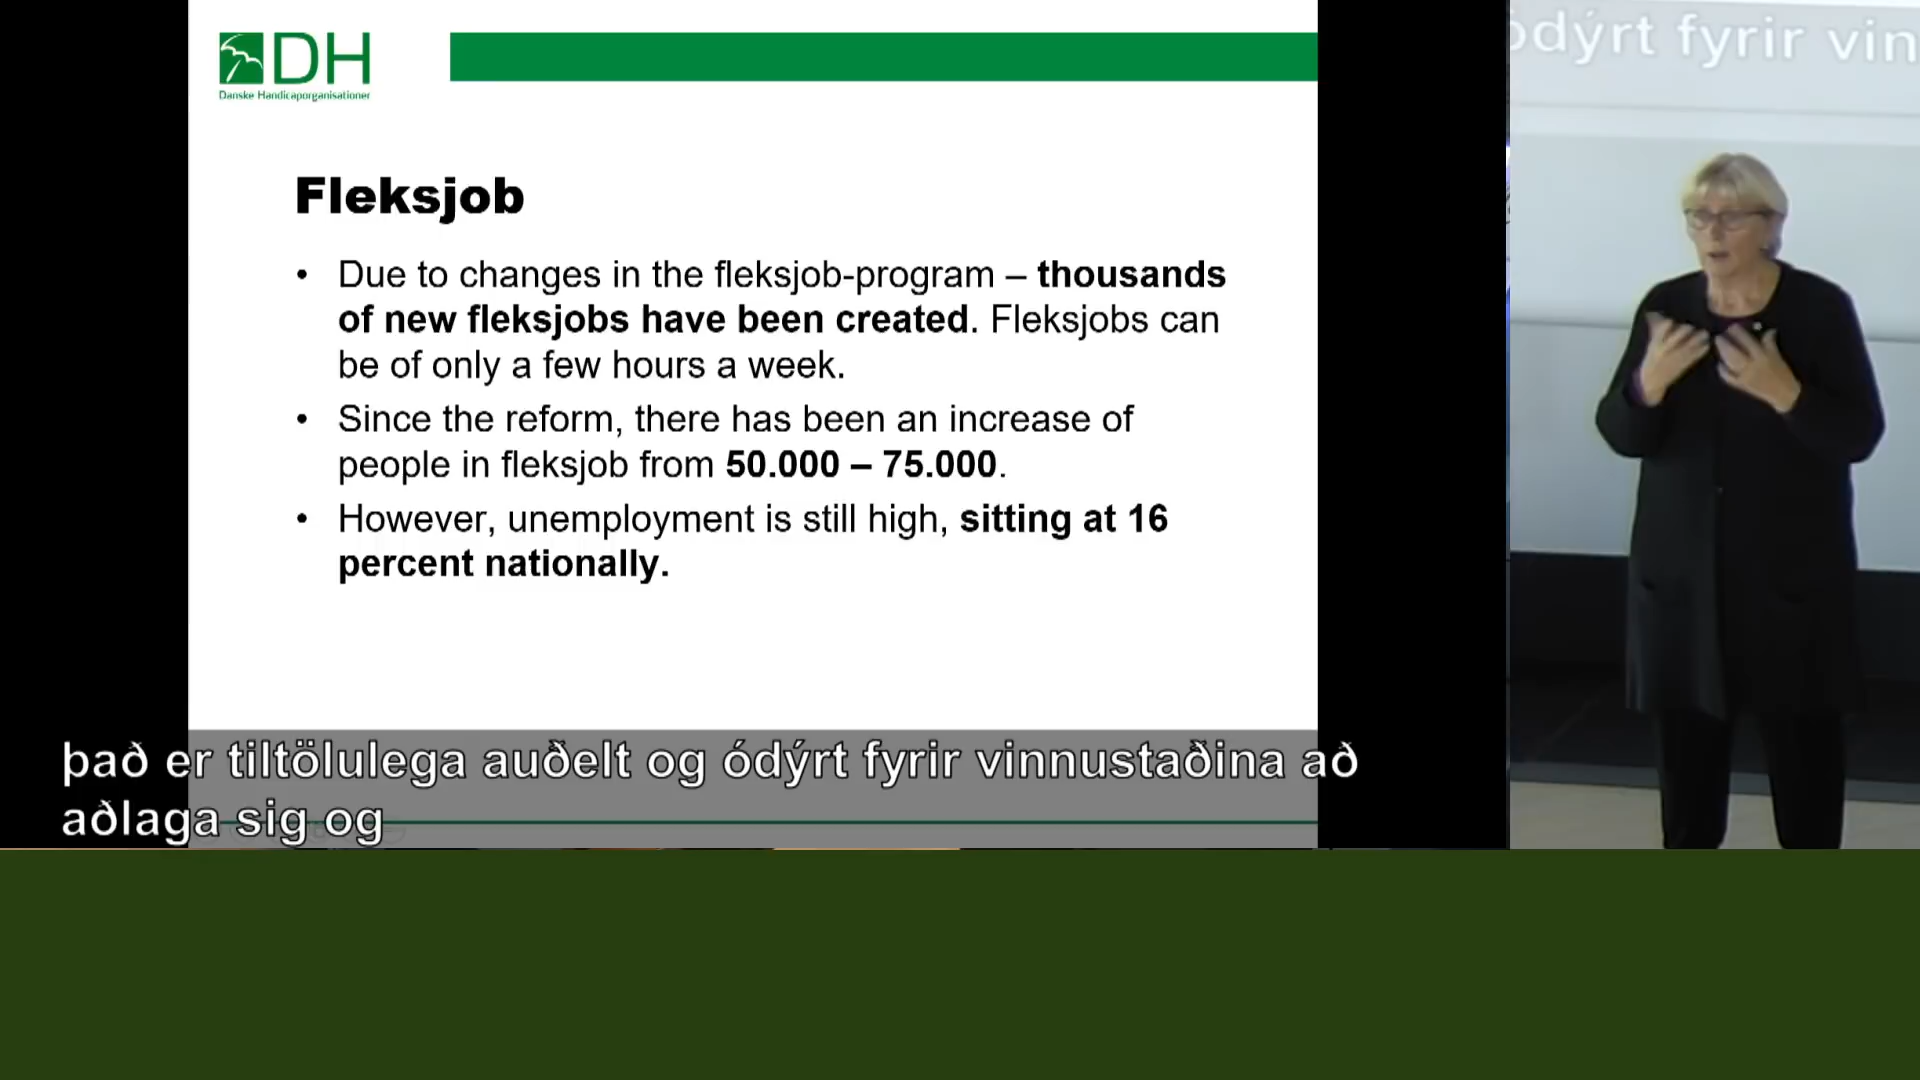 DH
Danske Handicaporganisationer
Fleksjob
• Due to changes in the fleksjob-program – thousands
of new fleksjobs have been created. Fleksjobs can
be of only a few hours a week.
• Since the reform, there has been an increase of
people in fleksjob from 50.000 – 75.000.
• However, unemployment is still high, sitting at 16
percent nationally.
það er tiltölulega auðelt og ódýrt fyrir vinnustaðina að
aðlaga sig og
ódýrt fyrir vin